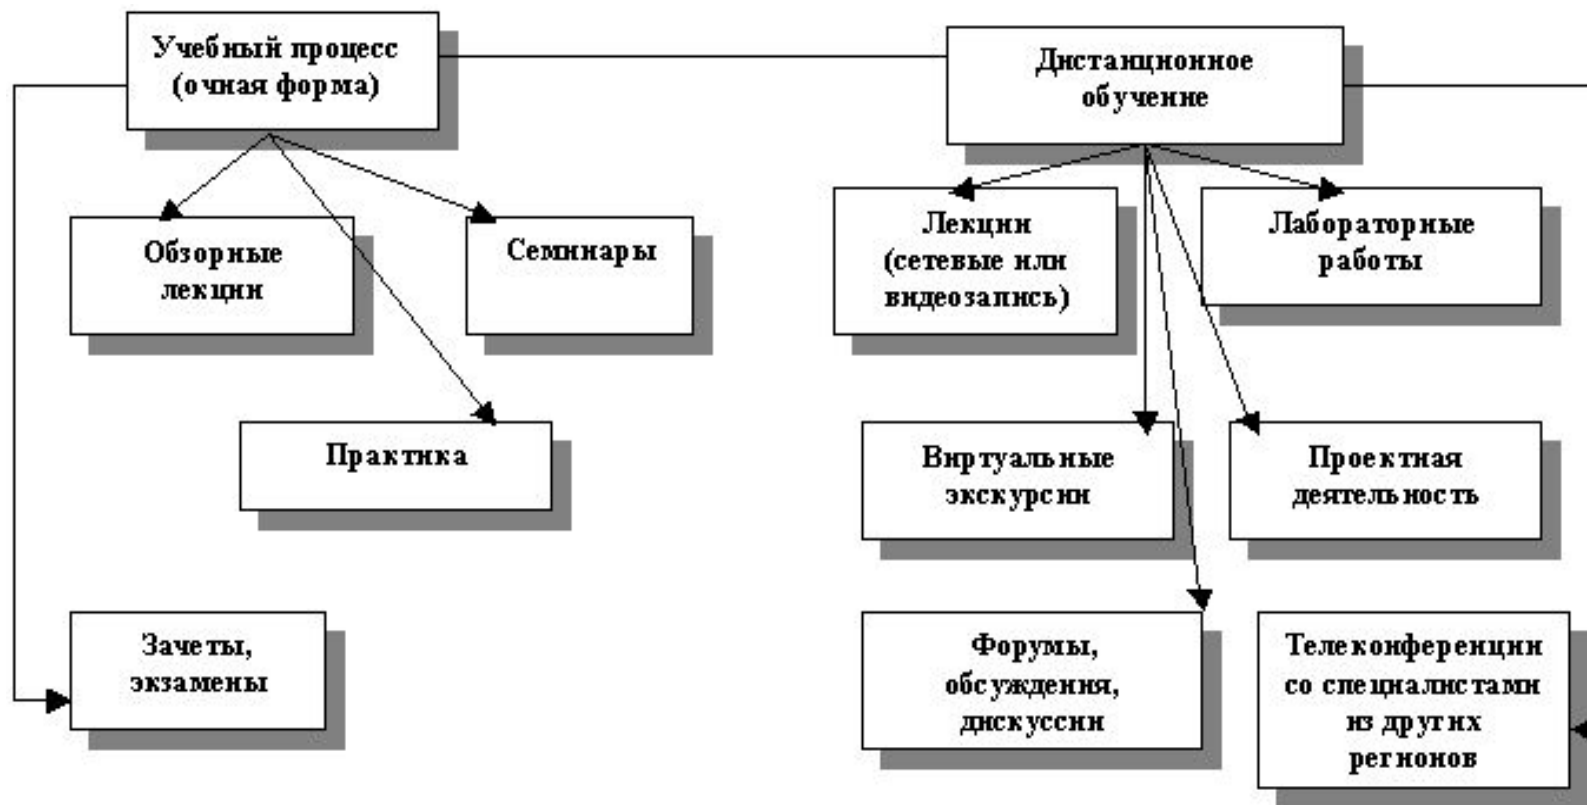 Учебный процесс
(очная форма)
Дистанционное
обучение
Обзорные
лекции
Семинары
Практика
Зачеты,
экзамены
Лекции
(сетевые или
видеозапись)
Лабораторные
работы
Виртуальные
экскурсии
Проектная
деятельность
Форумы,
обсуждения,
дискуссии
Телеконференции
со специалистами
из других
регионов